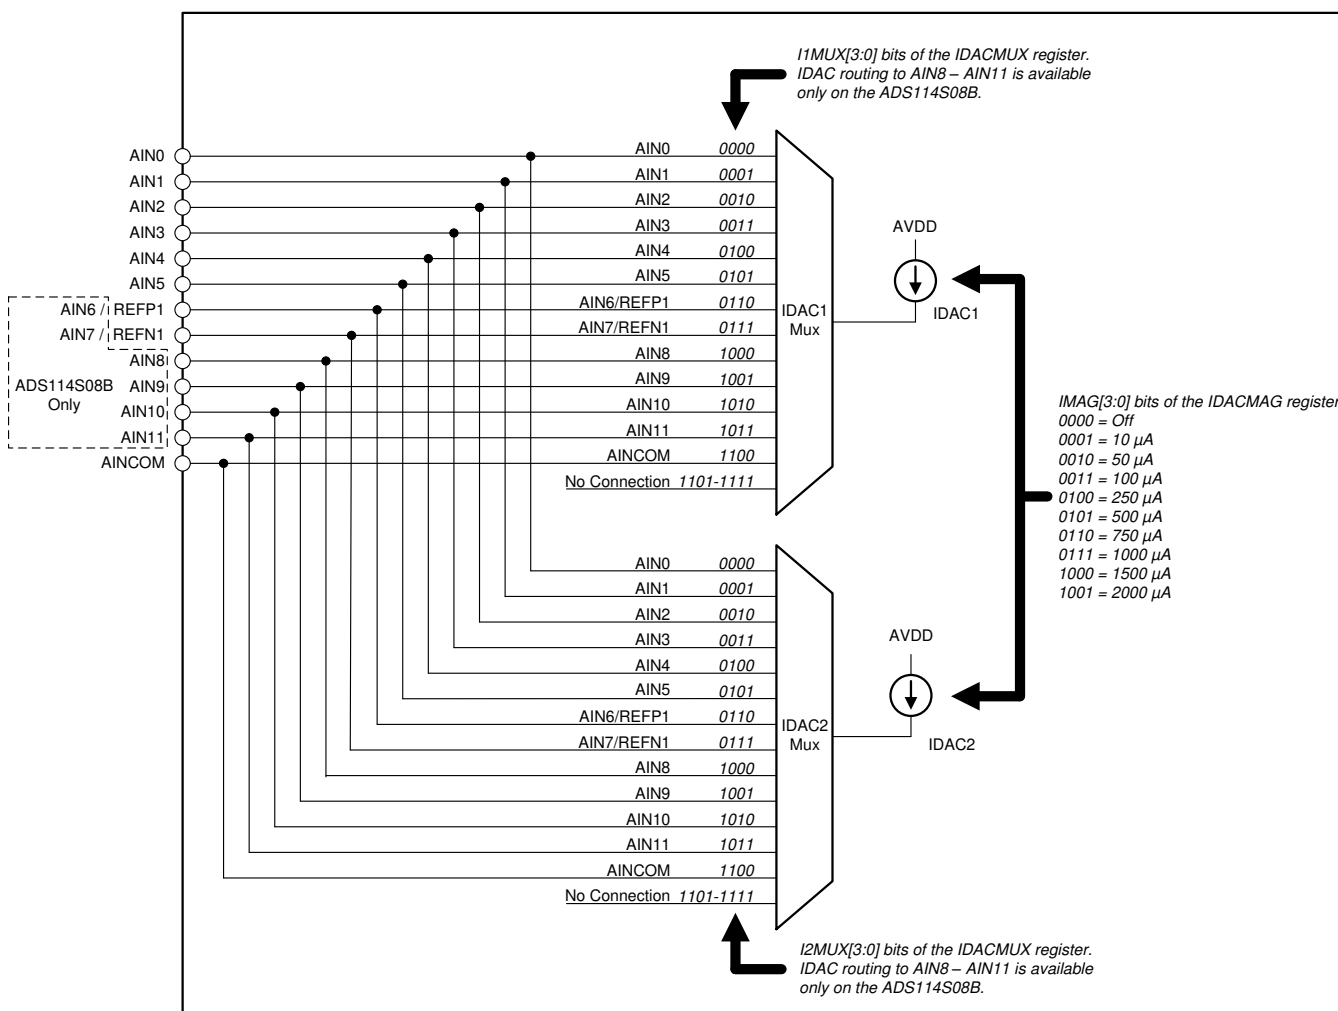 I1MUX[3:0] bits of the IDACMUX register.
IDAC routing to AIN8 – AIN11 is available
only on the ADS114S08B.
AIN0
AIN1
AIN2
AIN3
AIN4
AIN5
AIN6 / REFP1
AIN7 / REFN1
AIN8
AIN9
AIN10
AIN11
AINCOM
ADS114S08B
Only
AIN0 0000
AIN1 0001
AIN2 0010
AIN3 0011
AIN4 0100
AIN5 0101
AIN6/REFP1 0110
AIN7/REFN1 0111
AIN8 1000
AIN9 1001
AIN10 1010
AIN11 1011
AINCOM 1100
No Connection 1101-1111
IDAC1
Mux
AVDD
IDAC1
IMAG[3:0] bits of the IDACMAG register
0000 = Off
0001 = 10 μA
0010 = 50 μA
0011 = 100 μA
0100 = 250 μA
0101 = 500 μA
0110 = 750 μA
0111 = 1000 μA
1000 = 1500 μA
1001 = 2000 μA
AIN0 0000
AIN1 0001
AIN2 0010
AIN3 0011
AIN4 0100
AIN5 0101
AIN6/REFP1 0110
AIN7/REFN1 0111
AIN8 1000
AIN9 1001
AIN10 1010
AIN11 1011
AINCOM 1100
No Connection 1101-1111
IDAC2
Mux
AVDD
IDAC2
I2MUX[3:0] bits of the IDACMUX register.
IDAC routing to AIN8 – AIN11 is available
only on the ADS114S08B.